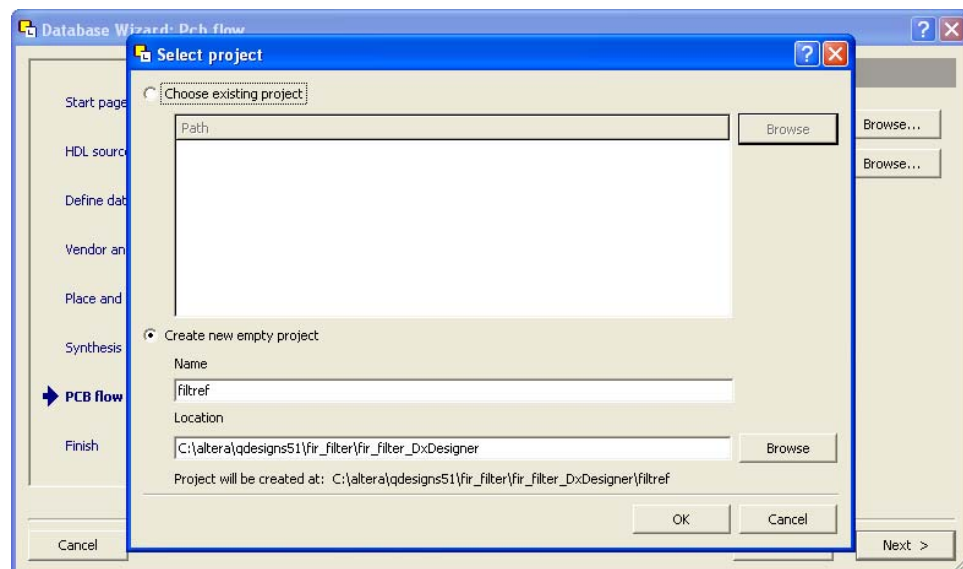 Database Wizard: Pcb flow
Select project
Start page
Choose existing project
Path
Browse
Browse...
HDL sourc
Browse...
Define dat
Vendor an
Place and
Create new empty project
Synthesis
Name
filtref
PCB flow
Location
Finish
C:\altera\qdesigns51\fir_filter\fir_filter_DxDesigner
Browse
Project will be created at: C:\altera\qdesigns51\fir_filter\fir_filter_DxDesigner\filtref
OK
Cancel
Cancel
Next >